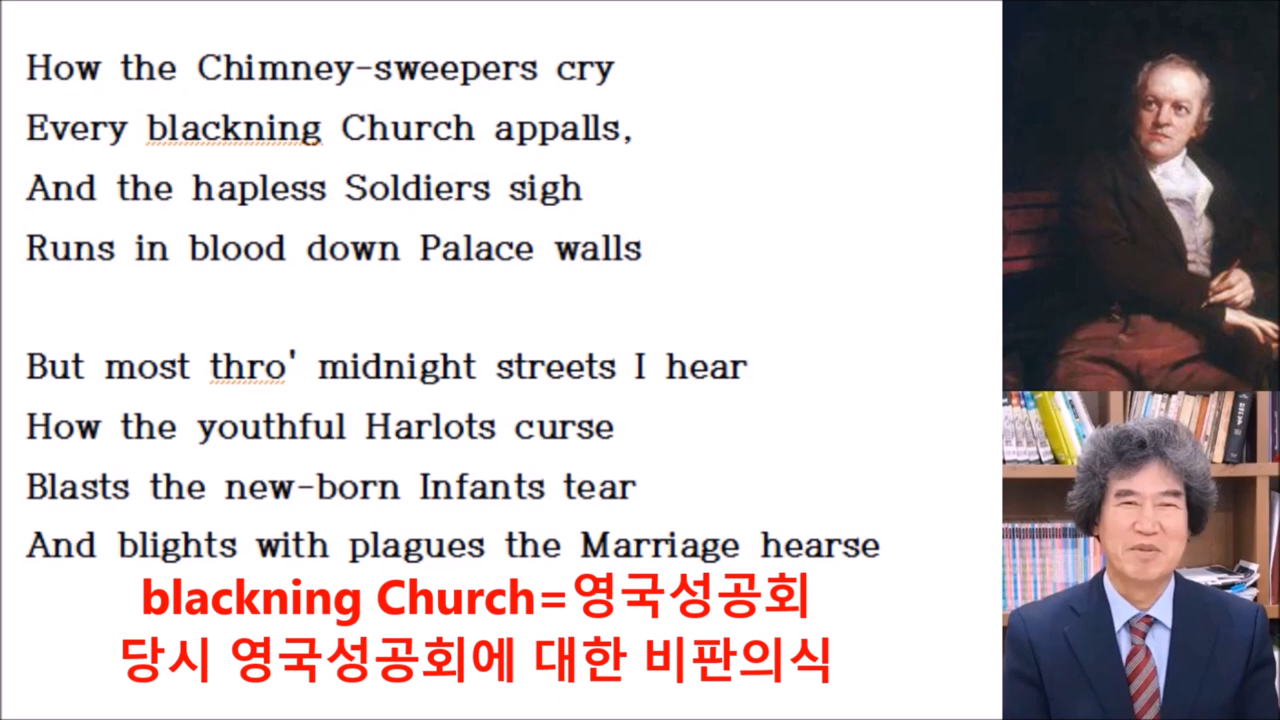 How the Chimney-sweepers cry
Every blackning Church appalls,
And the hapless Soldiers sigh
Runs in blood down Palace walls
But most thro' midnight streets I hear
How the youthful Harlots curse
Blasts the new-born Infants tear
And blights with plagues the Marriage hearse
blackning Church=영국성공회
당시 영국성공회에 대한 비판의식